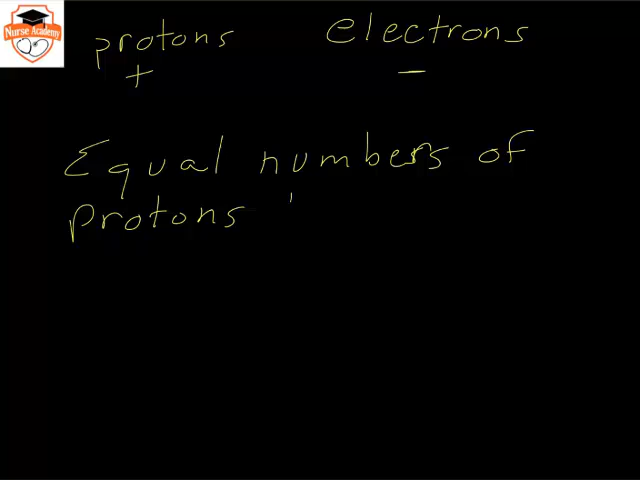 Nurse Academy
protons electrons
+ −
Equal numbers of
Protons